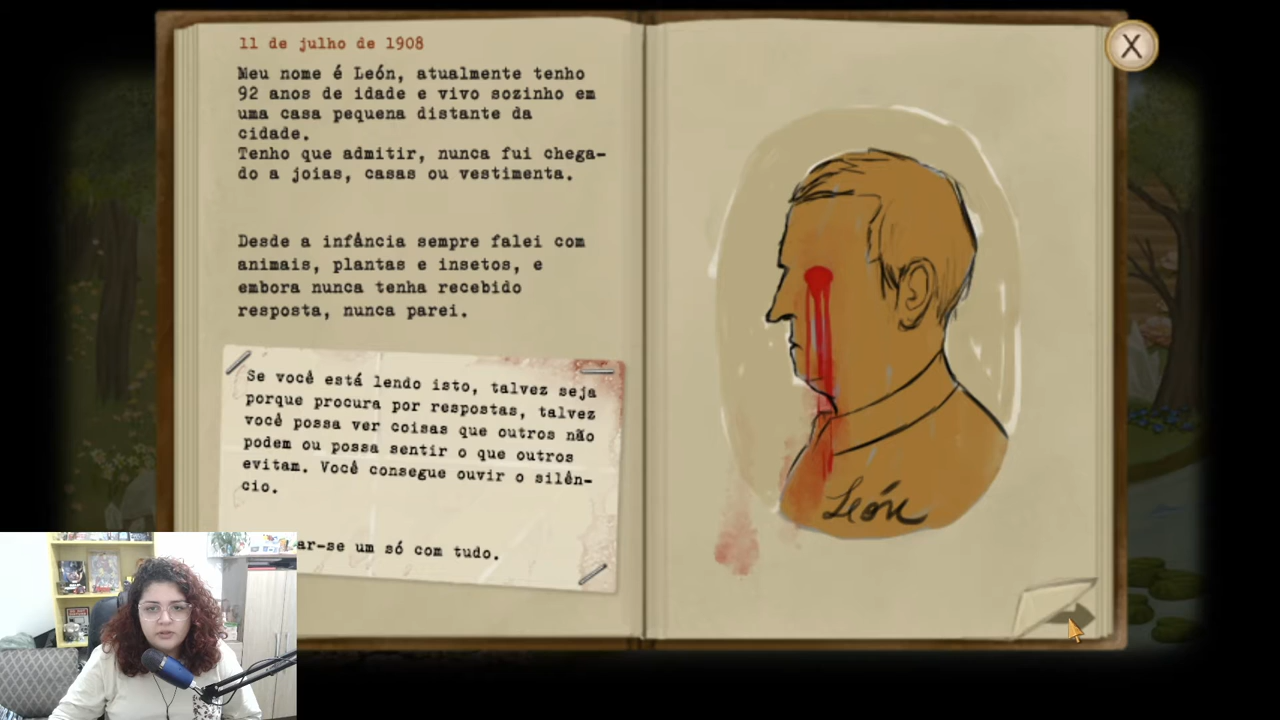 11 de julho de 1908
Meu nome é León, atualmente tenho
92 anos de idade e vivo sozinho em
uma casa pequena distante da
cidade.
Tenho que admitir, nunca fui chega-
do a joias, casas ou vestimenta.
Desde a infância sempre falei com
animais, plantas e insetos, e
embora nunca tenha recebido
resposta, nunca parei.
Se você está lendo isto, talvez seja
porque procura por respostas, talvez
você possa ver coisas que outros não
podem ou possa sentir o que outros
evitam. Você consegue ouvir o silên-
cio.
ar-se um só com tudo.
León
X